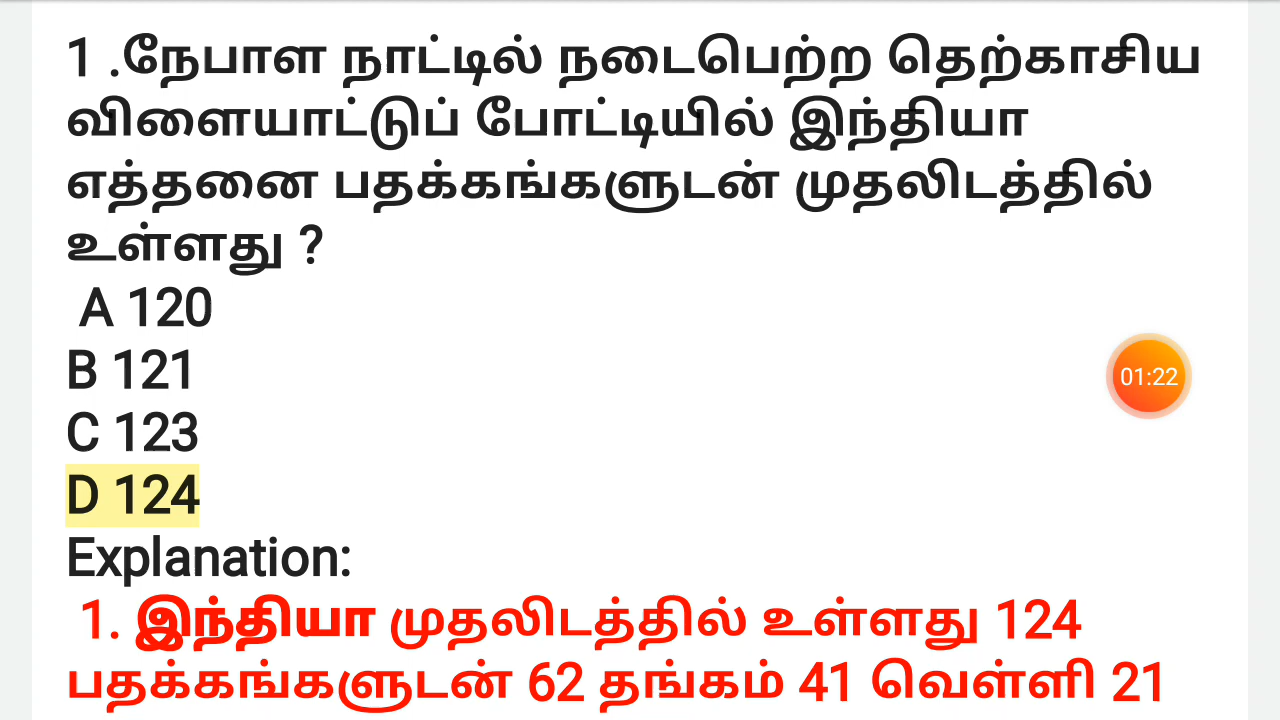 1 .நேபாள நாட்டில் நடைபெற்ற தெற்காசிய
விளையாட்டுப் போட்டியில் இந்தியா
எத்தனை பதக்கங்களுடன் முதலிடத்தில்
உள்ளது ?
A 120
B 121
C 123
01:22
D 124
Explanation:
1. இந்தியா முதலிடத்தில் உள்ளது 124
பதக்கங்களுடன் 62 தங்கம் 41 வெள்ளி 21